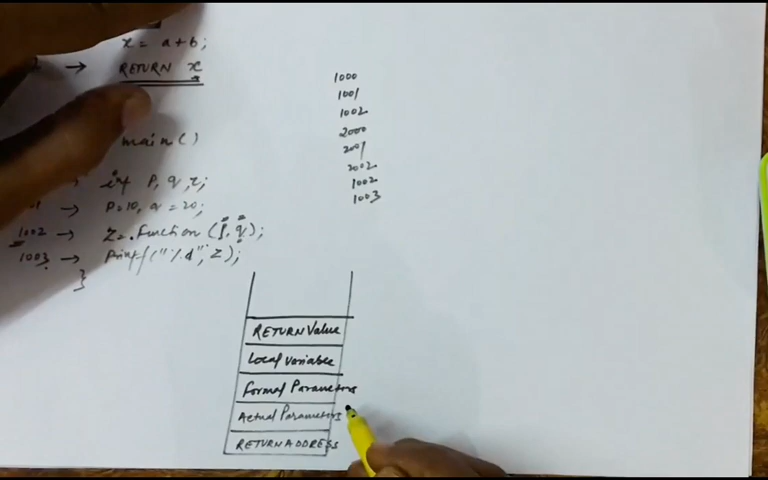 x = a+b;
→ RETURN x
main()
→ int P, q, z;
→ P=10, q = 20;
1002 → Z=.Function (P, q);
1003 → Printf("%d", Z);
}
1000
1001
1002
2000
2001
2002
1002
1003
RETURN Value
Local Variable
Formal Parameters
Actual Parameters
RETURN ADDRESS